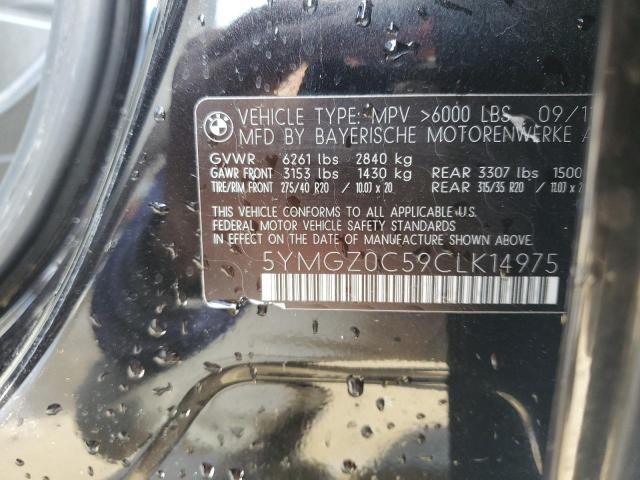 VEHICLE TYPE: MPV >6000 LBS 09/1
MFD BY BAYERISCHE MOTORENWERKE A
GVWR 6261 lbs 2840 kg
GAWR FRONT 3153 lbs 1430 kg REAR 3307 lbs 1500
TIRE/RIM FRONT 275/40 R20 / 10.0J x 20 REAR 315/35 R20 / 11.0J x 2
THIS VEHICLE CONFORMS TO ALL APPLICABLE U.S.
FEDERAL MOTOR VEHICLE SAFETY STANDARDS
IN EFFECT ON THE DATE OF MANUFACTURE SHOWN ABOVE.
5YMGZ0C59CLK14975